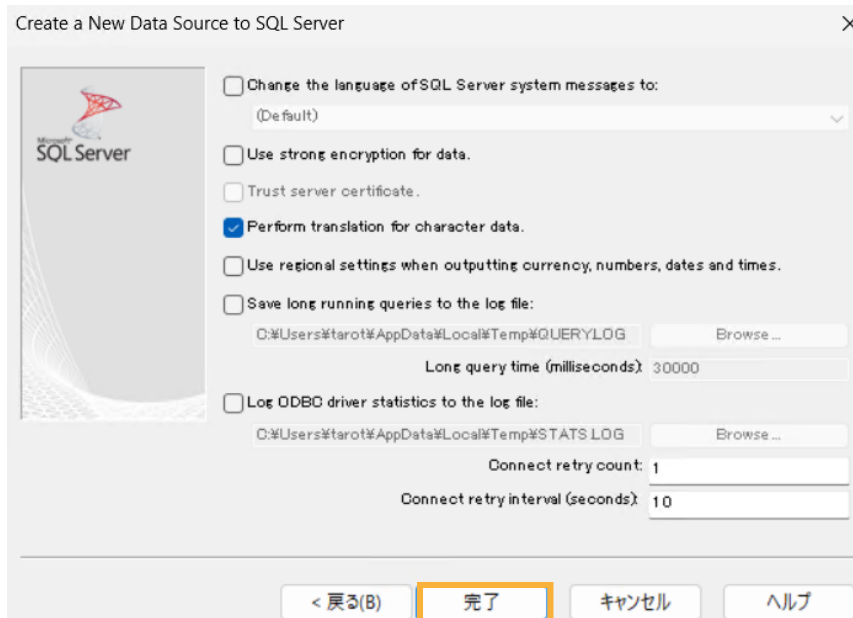 Create a New Data Source to SQL Server
Microsoft
SQL Server
Change the language of SQL Server system messages to:
(Default)
Use strong encryption for data.
Trust server certificate.
Perform translation for character data.
Use regional settings when outputting currency, numbers, dates and times.
Save long running queries to the log file:
C:¥Users¥tarot¥AppData¥Local¥Temp¥QUERYLOG Browse...
Long query time (milliseconds): 30000
Log ODBC driver statistics to the log file:
C:¥Users¥tarot¥AppData¥Local¥Temp¥STATS.LOG Browse...
Connect retry count: 1
Connect retry interval (seconds): 10
< 戻る(B) 完了 キャンセル ヘルプ